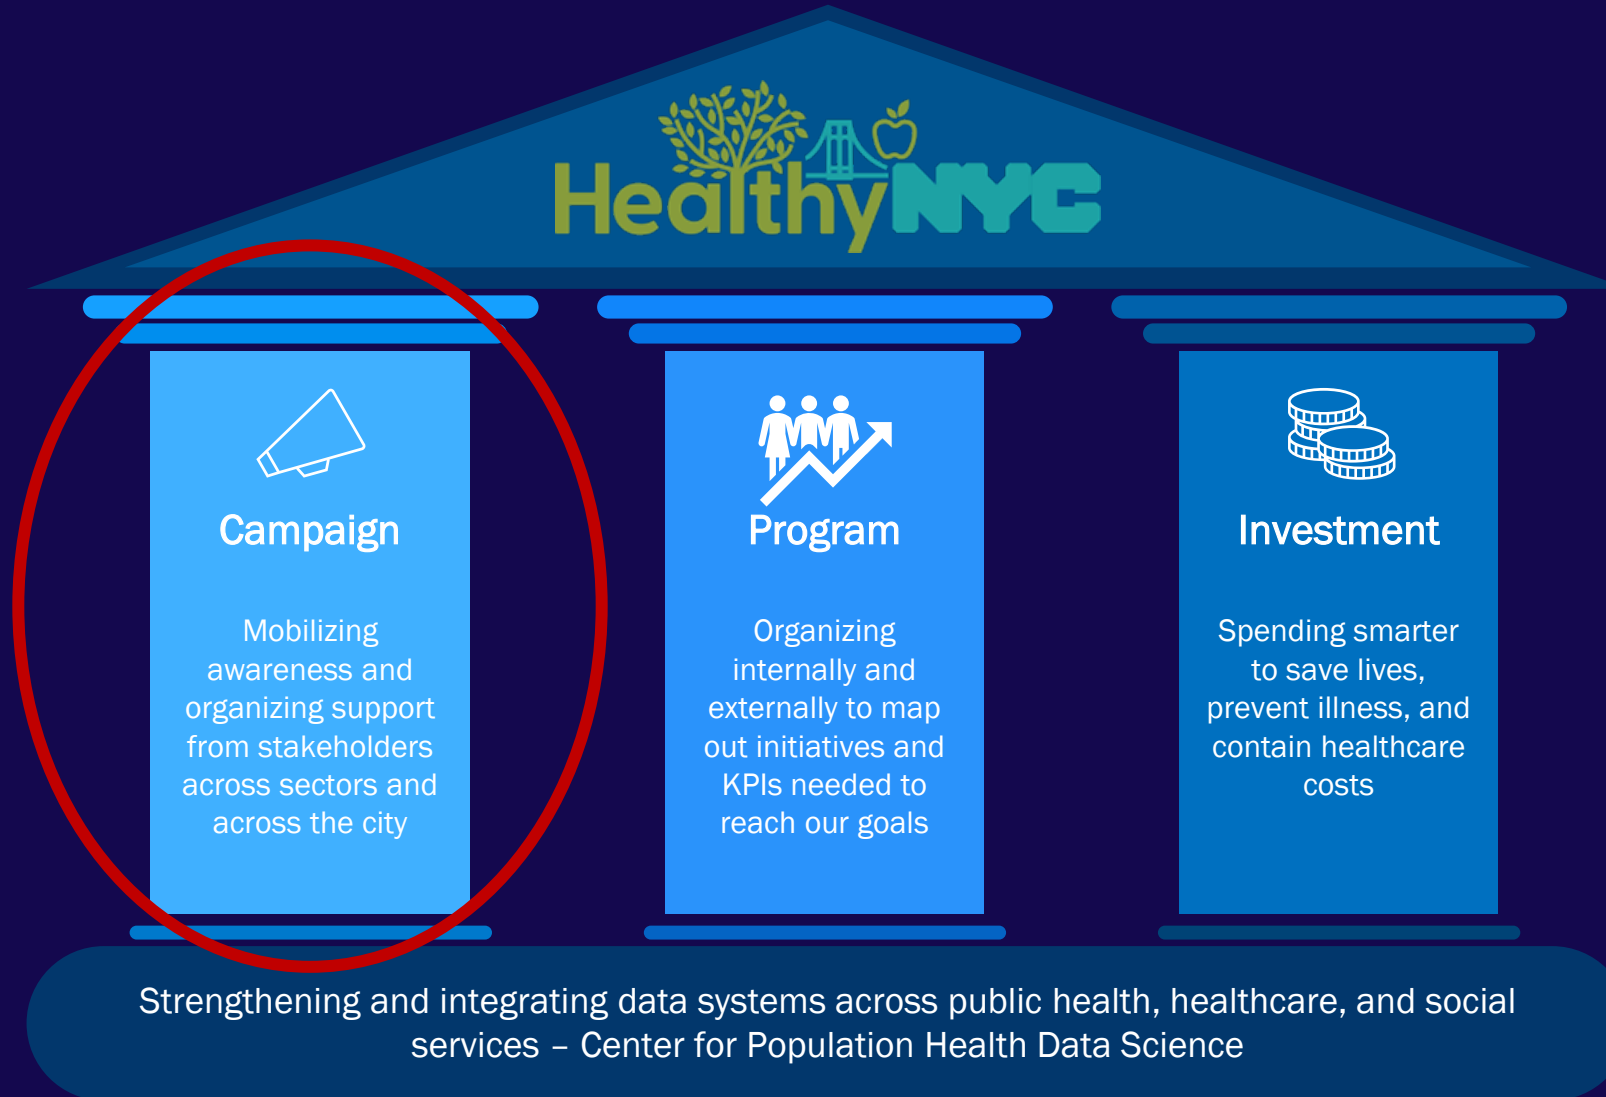 HealthyNYC
Campaign
Mobilizing
awareness and
organizing support
from stakeholders
across sectors and
across the city
Program
Organizing
internally and
externally to map
out initiatives and
KPIs needed to
reach our goals
Investment
Spending smarter
to save lives,
prevent illness, and
contain healthcare
costs
Strengthening and integrating data systems across public health, healthcare, and social
services – Center for Population Health Data Science